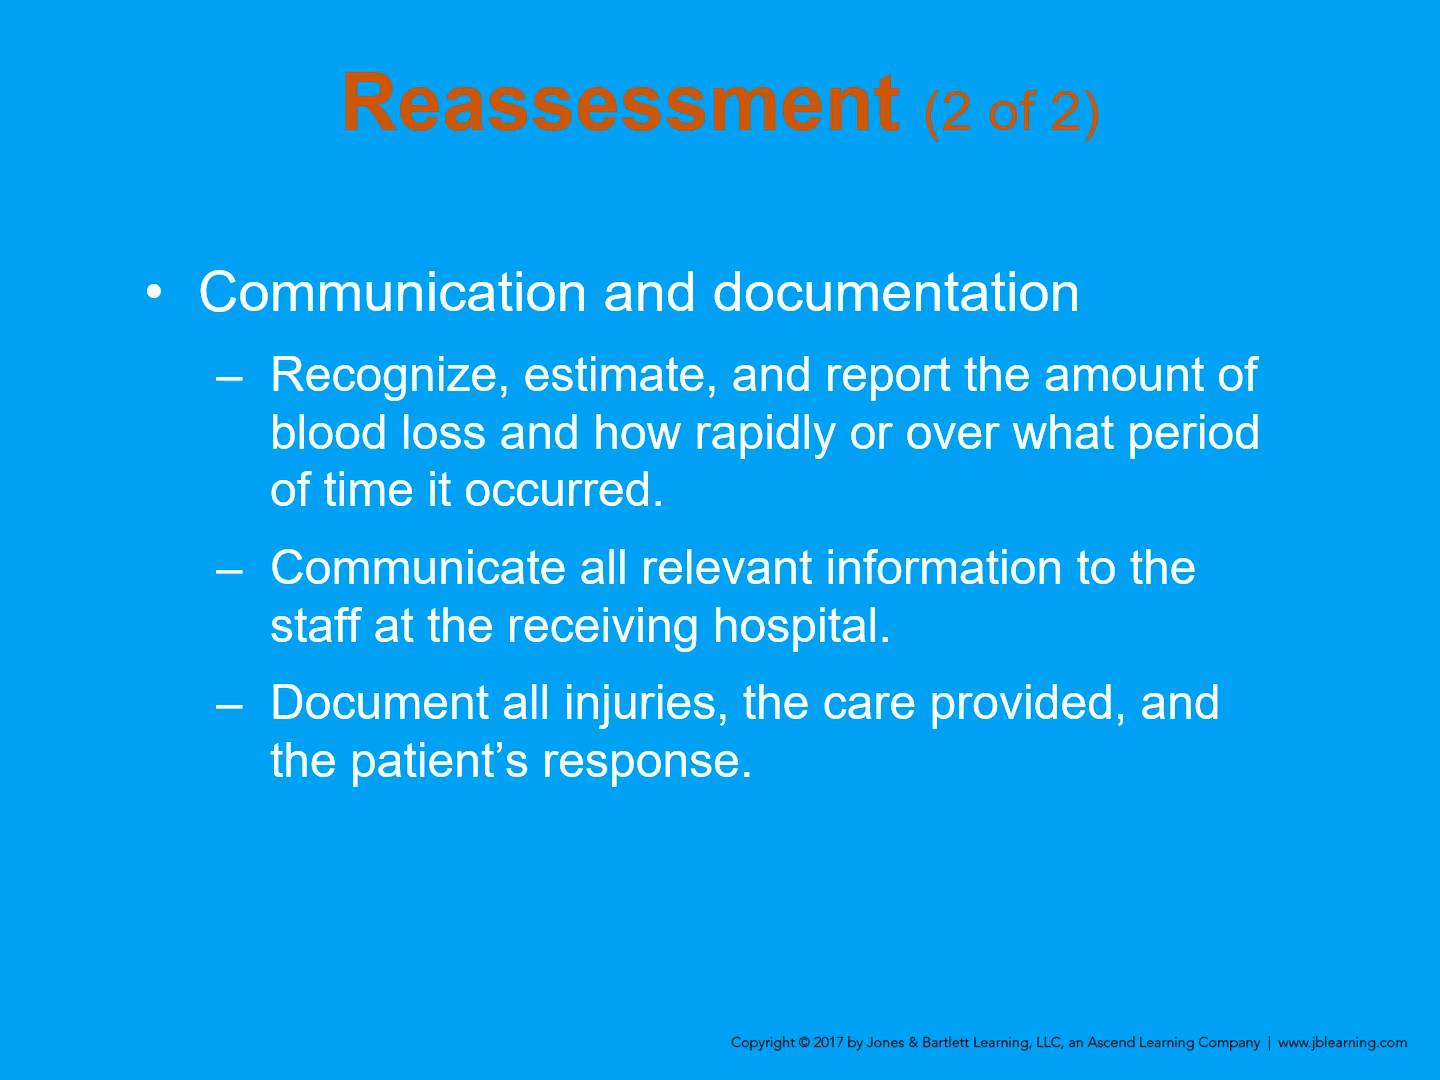 Reassessment (2 of 2)
• Communication and documentation
– Recognize, estimate, and report the amount of
blood loss and how rapidly or over what period
of time it occurred.
– Communicate all relevant information to the
staff at the receiving hospital.
– Document all injuries, the care provided, and
the patient’s response.
Copyright © 2017 by Jones & Bartlett Learning, LLC, an Ascend Learning Company | www.jblearning.com